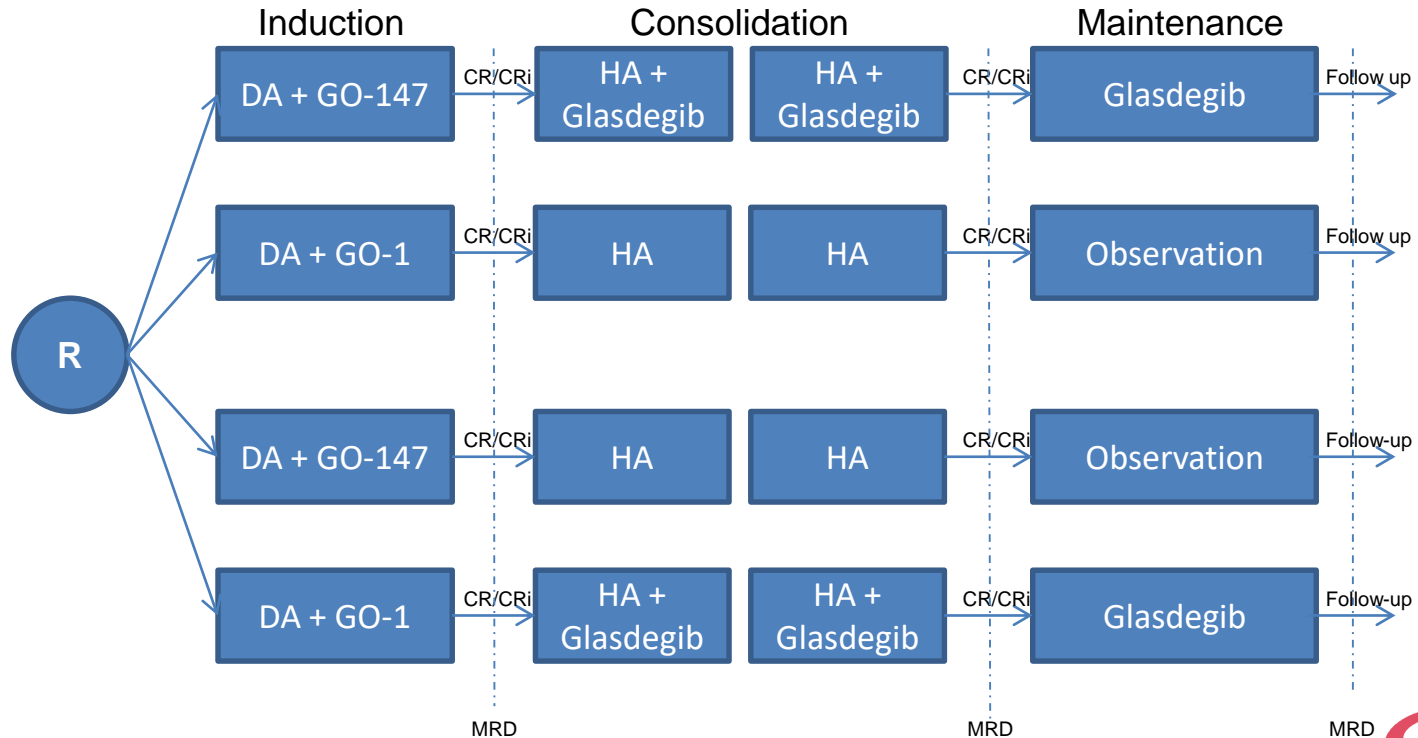 Induction Consolidation Maintenance
DA + GO-147 CR/CRi HA + Glasdegib HA + Glasdegib CR/CRi Glasdegib Follow up
DA + GO-1 CR/CRi HA HA CR/CRi Observation Follow up
R
DA + GO-147 CR/CRi HA HA CR/CRi Observation Follow-up
DA + GO-1 CR/CRi HA + Glasdegib HA + Glasdegib CR/CRi Glasdegib Follow-up
MRD MRD MRD